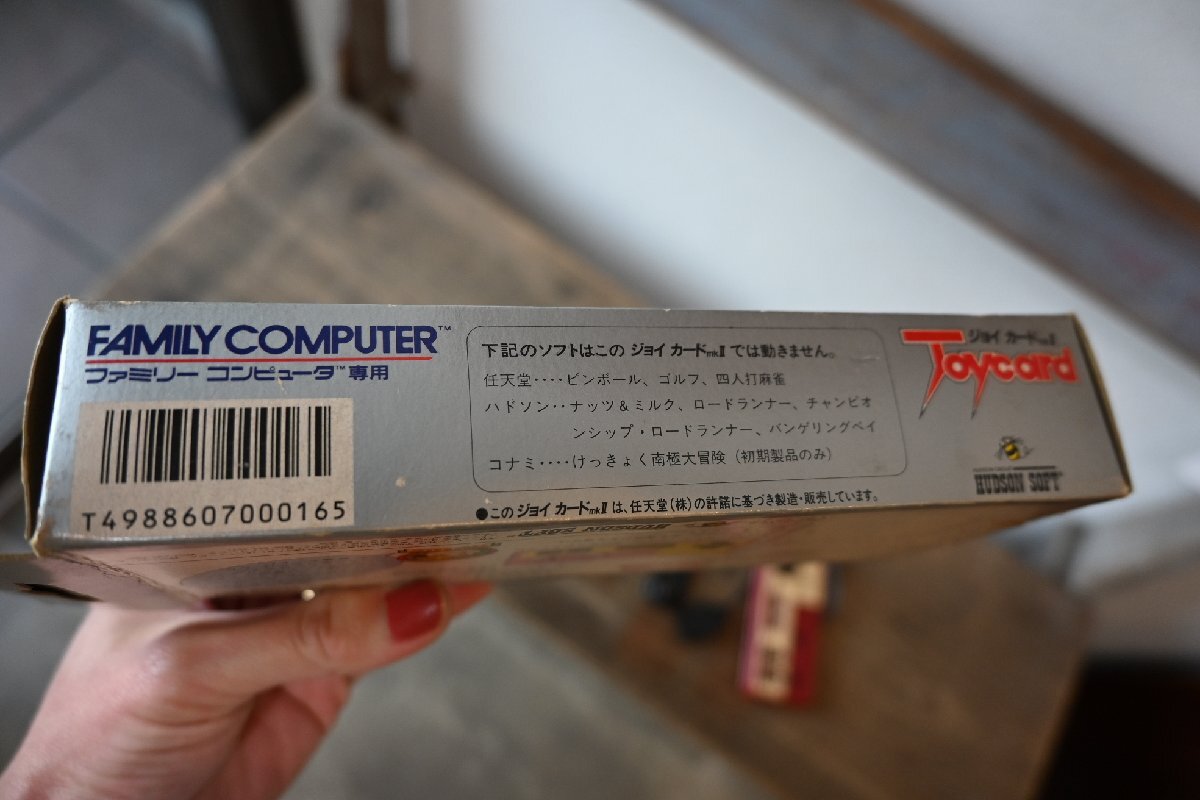 FAMILY COMPUTER™
ファミリー コンピュータ™専用
T4988607000165
下記のソフトはこの ジョイ カードmkⅡ では動きません。
任天堂‥‥ピンボール、ゴルフ、四人打麻雀
ハドソン‥ナッツ&ミルク、ロードランナー、チャンピオ
ンシップ・ロードランナー、バンゲリングベイ
コナミ‥‥けっきょく南極大冒険(初期製品のみ)
●この ジョイ カードmkⅡ は、任天堂(株)の許諾に基づき製造・販売しています。
ジョイ カードmkⅡ
Joycard
HUDSON SOFT
HUDSON SOFT